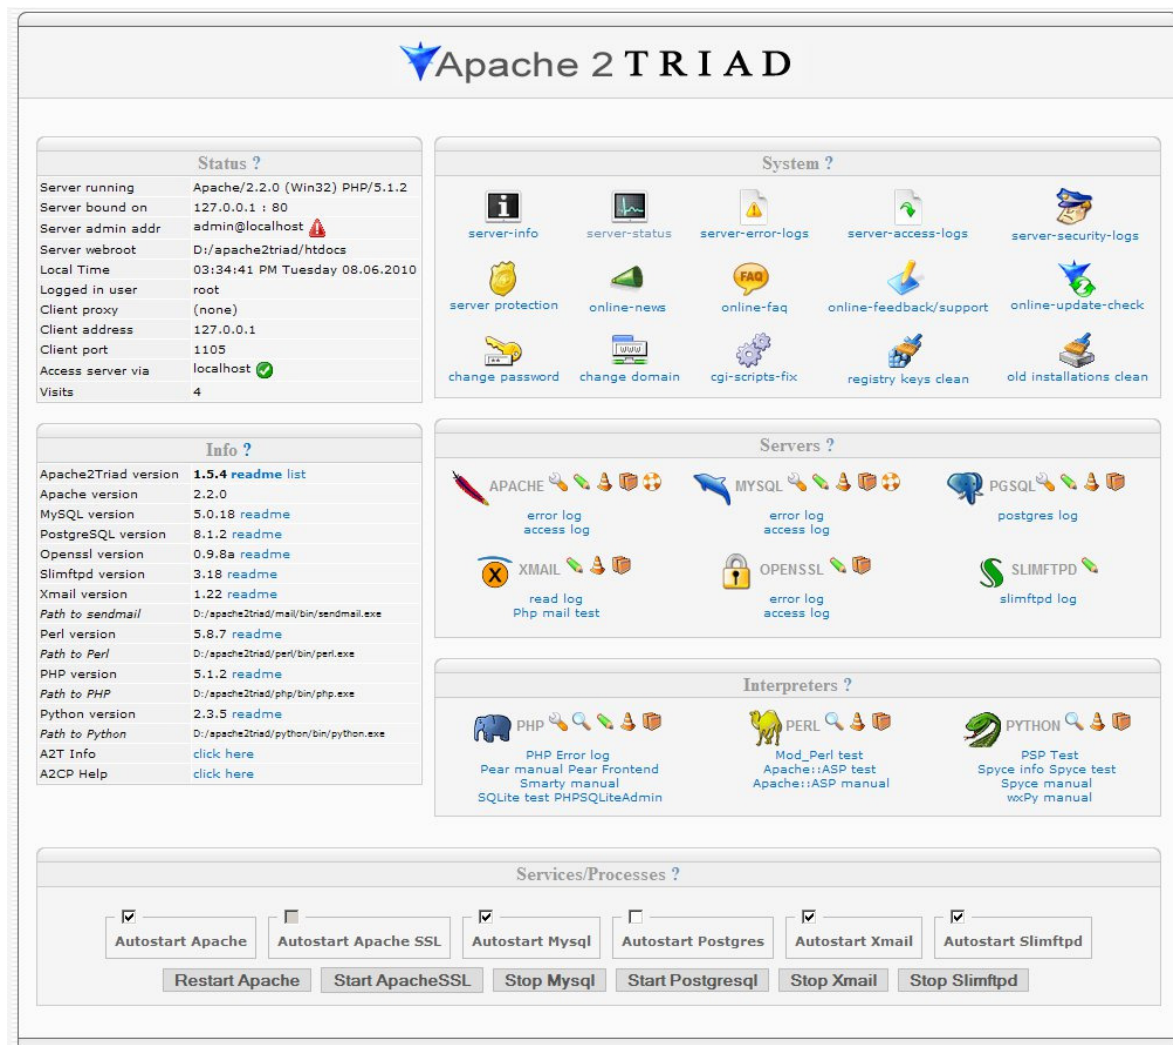 Apache 2 TRIAD
Status ?
Server running Apache/2.2.0 (Win32) PHP/5.1.2
Server bound on 127.0.0.1 : 80
Server admin addr admin@localhost
Server webroot D:/apache2triad/htdocs
Local Time 03:34:41 PM Tuesday 08.06.2010
Logged in user root
Client proxy (none)
Client address 127.0.0.1
Client port 1105
Access server via localhost
Visits 4
System ?
server-info server-status server-error-logs server-access-logs server-security-logs
FAQ
server protection online-news online-faq online-feedback/support online-update-check
www
change password change domain cgi-scripts-fix registry keys clean old installations clean
Info ?
Apache2Triad version 1.5.4 readme list
Apache version 2.2.0
MySQL version 5.0.18 readme
PostgreSQL version 8.1.2 readme
Openssl version 0.9.8a readme
Slimftpd version 3.18 readme
Xmail version 1.22 readme
Path to sendmail D:/apache2triad/mail/bin/sendmail.exe
Perl version 5.8.7 readme
Path to Perl D:/apache2triad/perl/bin/perl.exe
PHP version 5.1.2 readme
Path to PHP D:/apache2triad/php/bin/php.exe
Python version 2.3.5 readme
Path to Python D:/apache2triad/python/bin/python.exe
A2T Info click here
A2CP Help click here
Servers ?
APACHE MYSQL PGSQL
error log error log postgres log
access log access log
XMAIL OPENSSL SLIMFTPD
read log error log slimftpd log
Php mail test access log
Interpreters ?
PHP PERL PYTHON
PHP Error log Mod_Perl test PSP Test
Pear manual Pear Frontend Apache::ASP test Spyce info Spyce test
Smarty manual Apache::ASP manual Spyce manual
SQLite test PHPSQLiteAdmin wxPy manual
Services/Processes ?
Autostart Apache Autostart Apache SSL Autostart Mysql Autostart Postgres Autostart Xmail Autostart Slimftpd
Restart Apache Start ApacheSSL Stop Mysql Start Postgresql Stop Xmail Stop Slimftpd